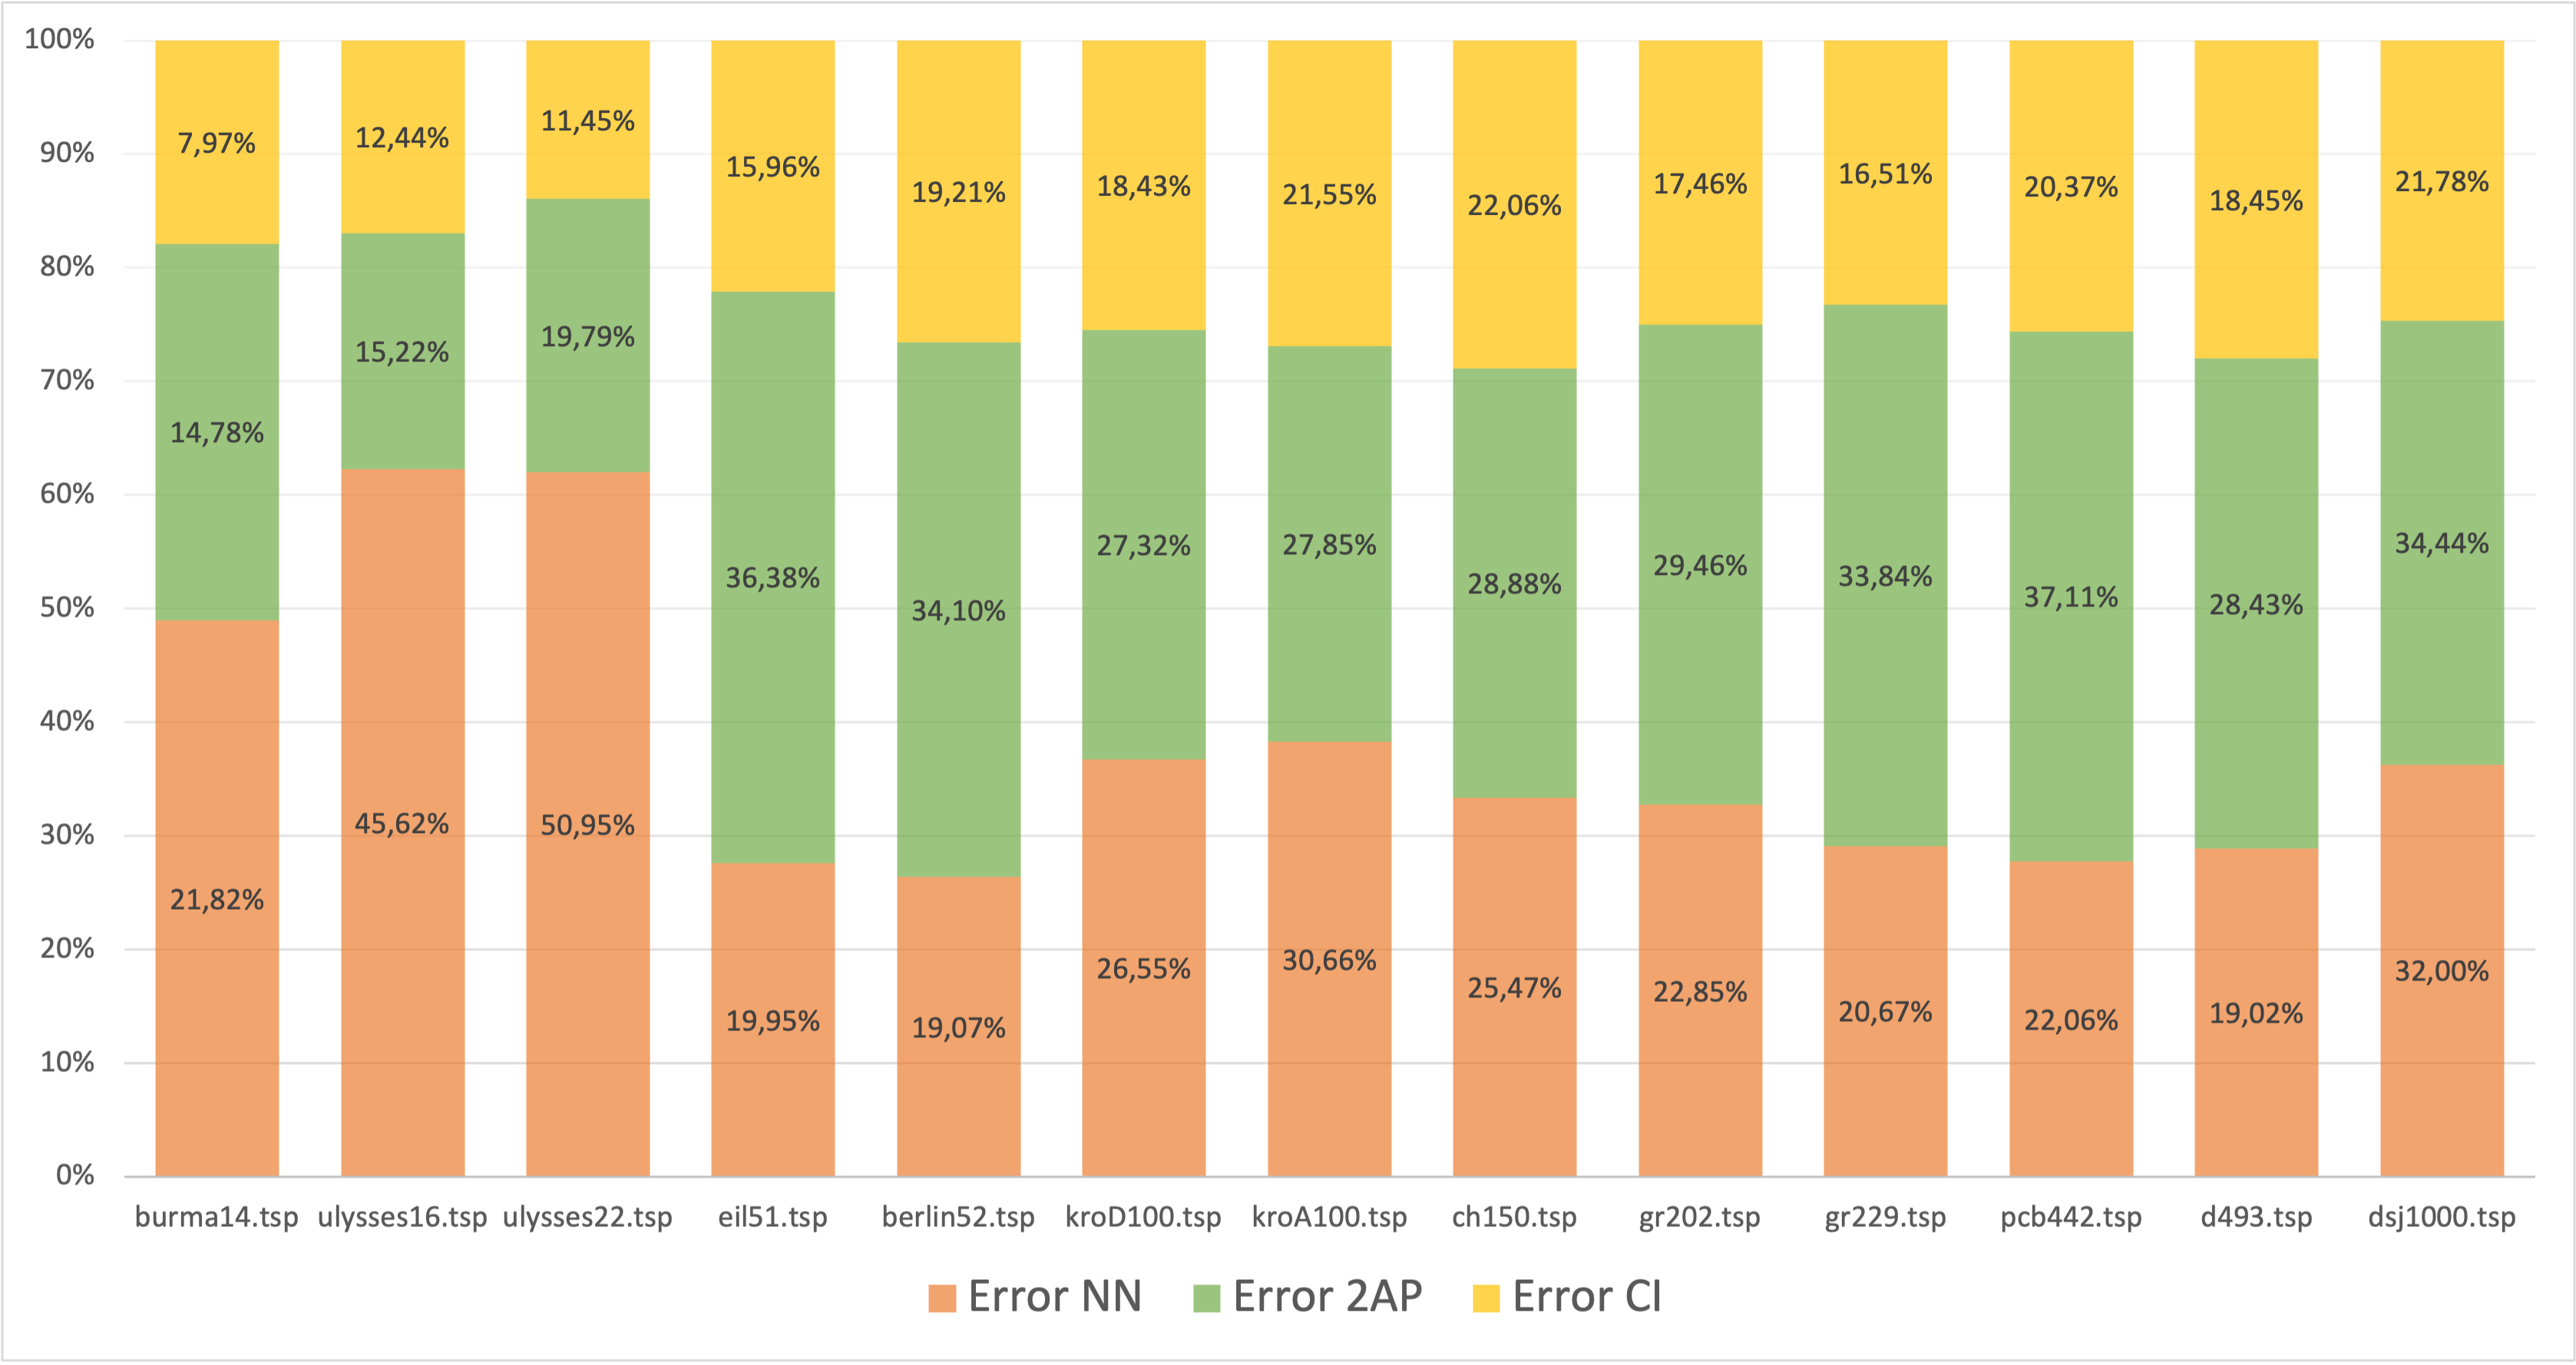 100%
90%
80%
70%
60%
50%
40%
30%
20%
10%
0%
7,97% 12,44% 11,45% 15,96% 19,21% 18,43% 21,55% 22,06% 17,46% 16,51% 20,37% 18,45% 21,78%
14,78% 15,22% 19,79% 36,38% 34,10% 27,32% 27,85% 28,88% 29,46% 33,84% 37,11% 28,43% 34,44%
21,82% 45,62% 50,95% 19,95% 19,07% 26,55% 30,66% 25,47% 22,85% 20,67% 22,06% 19,02% 32,00%
burma14.tsp ulysses16.tsp ulysses22.tsp eil51.tsp berlin52.tsp kroD100.tsp kroA100.tsp ch150.tsp gr202.tsp gr229.tsp pcb442.tsp d493.tsp dsj1000.tsp
Error NN Error 2AP Error CI